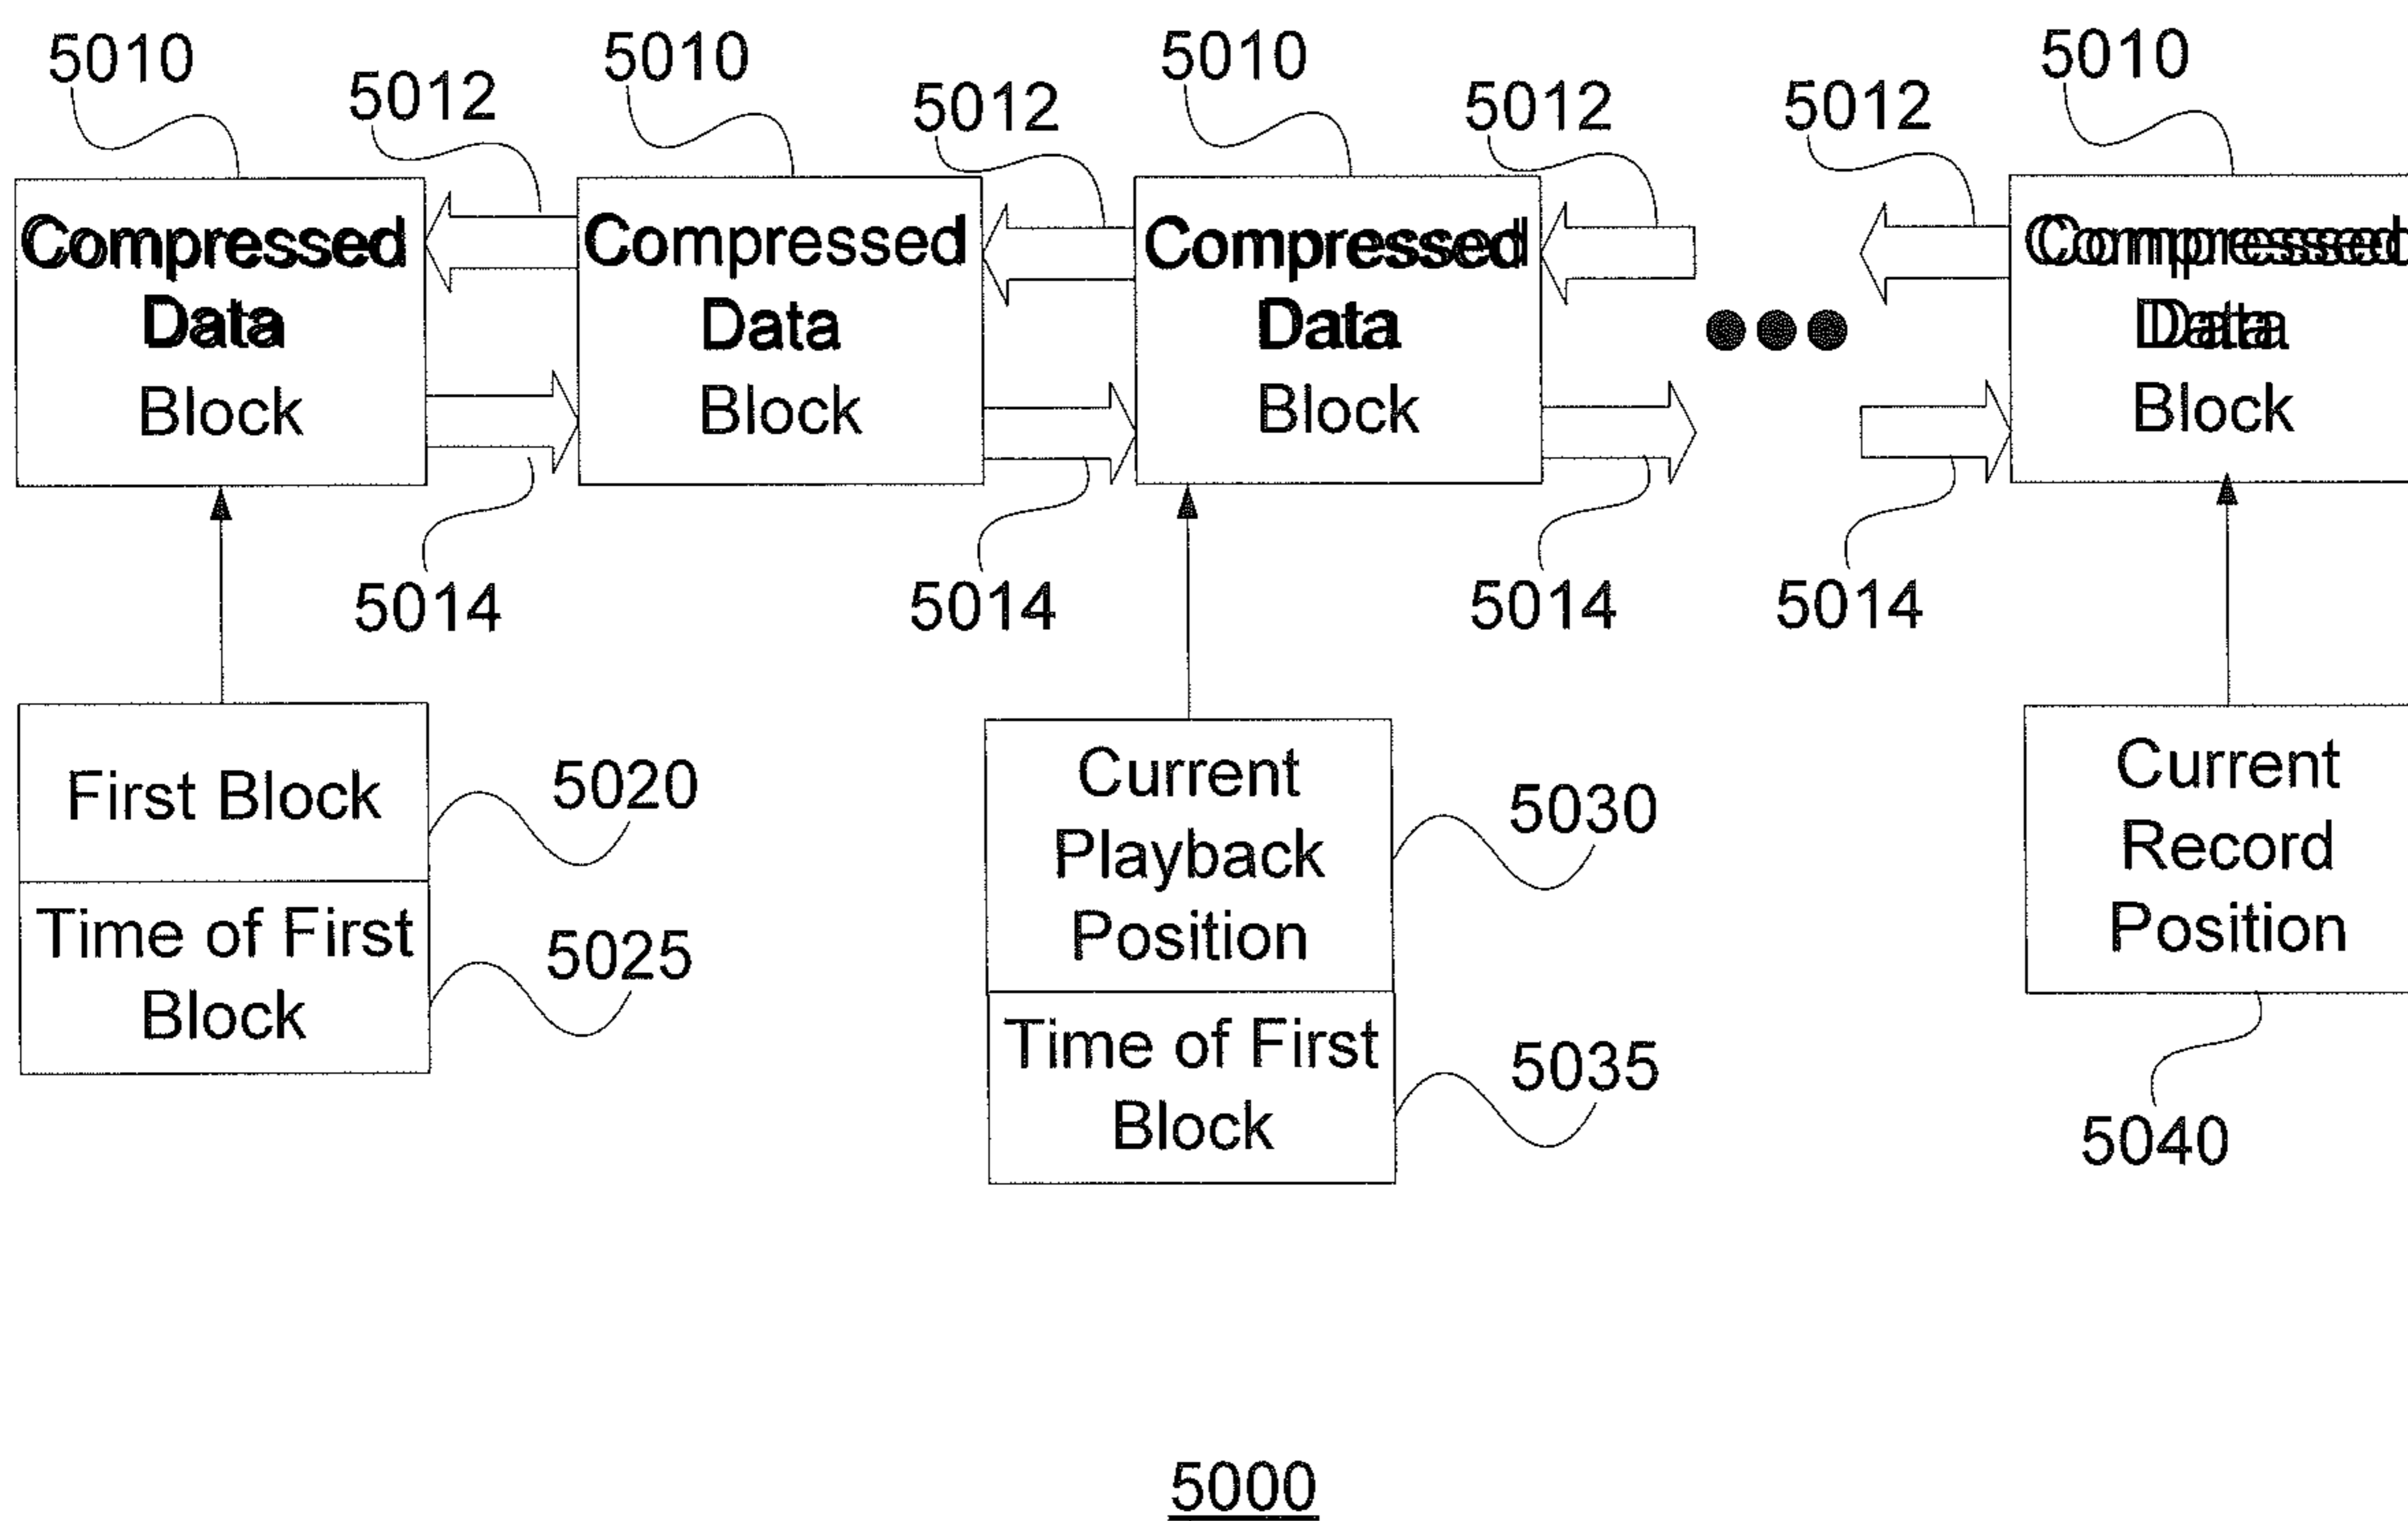 5010
5012
5010
5012
5010
5012
5012
5010
Compressed
Data
Block
Compressed
Data
Block
Compressed
Data
Block
Compressed
Data
Block
5014
5014
5014
5014
First Block
5020
Time of First
Block
5025
Current
Playback
Position
5030
Time of First
Block
5035
Current
Record
Position
5040
5000